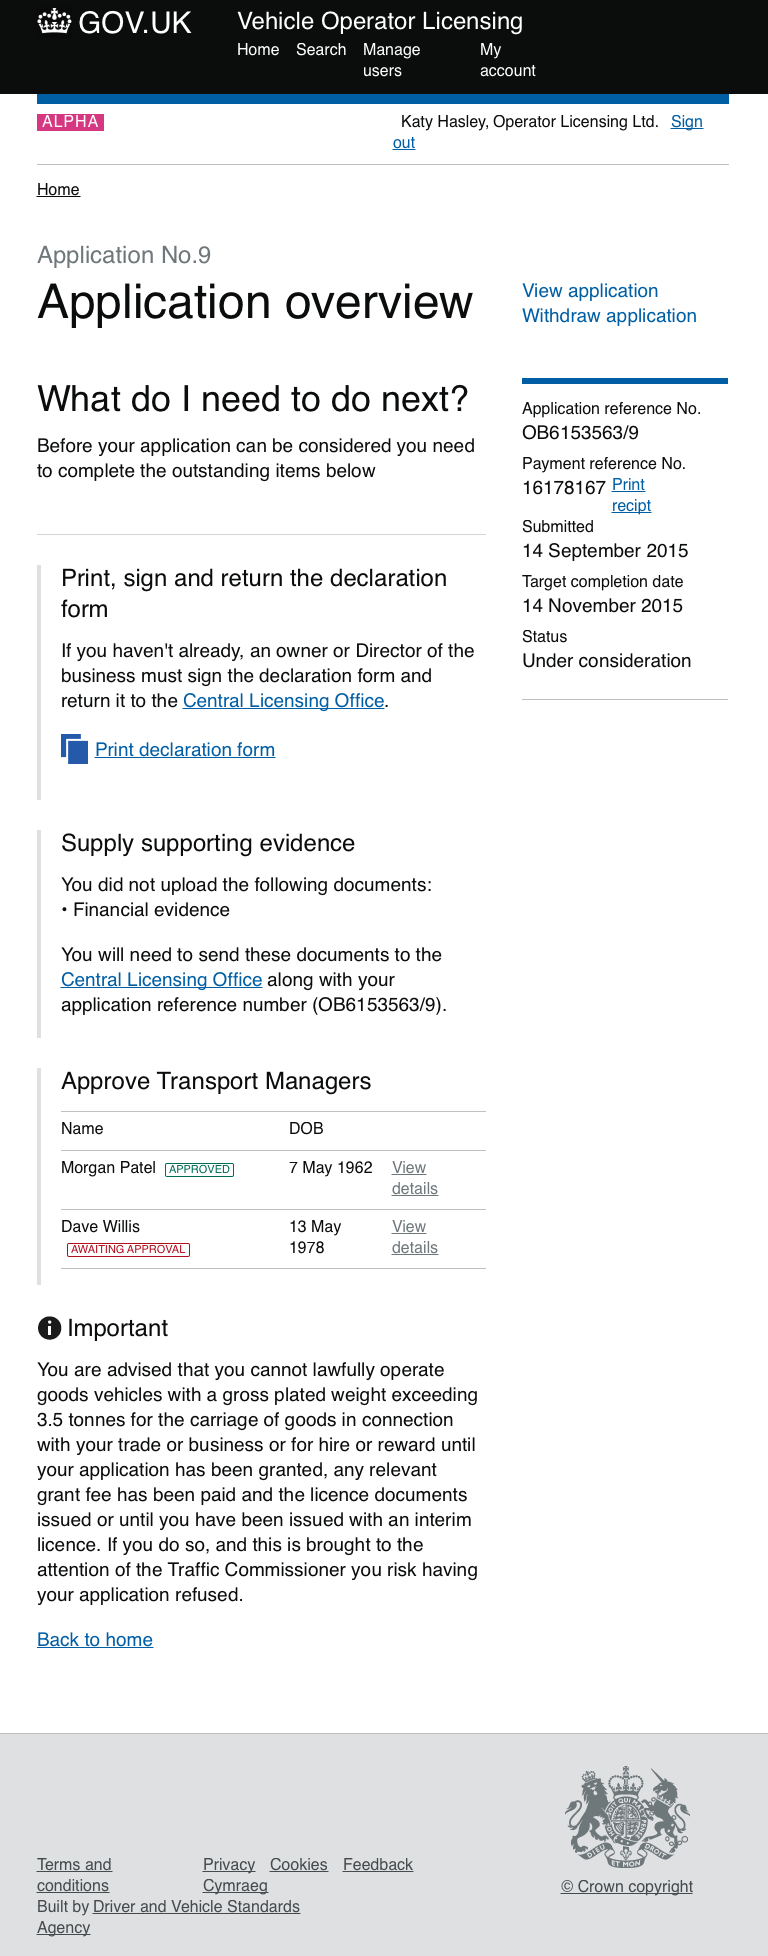 GOV.UK
Vehicle Operator Licensing
Home Search Manage users My account
ALPHA
Katy Hasley, Operator Licensing Ltd. Sign out
Home
Application No.9
Application overview
View application
Withdraw application
What do I need to do next?
Before your application can be considered you need
to complete the outstanding items below
Application reference No.
OB6153563/9
Payment reference No.
16178167 Print recipt
Submitted
14 September 2015
Target completion date
14 November 2015
Status
Under consideration
Print, sign and return the declaration
form
If you haven't already, an owner or Director of the
business must sign the declaration form and
return it to the Central Licensing Office.
Print declaration form
Supply supporting evidence
You did not upload the following documents:
• Financial evidence
You will need to send these documents to the
Central Licensing Office along with your
application reference number (OB6153563/9).
Approve Transport Managers
Name DOB
Morgan Patel APPROVED 7 May 1962 View details
Dave Willis AWAITING APPROVAL 13 May 1978 View details
Important
You are advised that you cannot lawfully operate
goods vehicles with a gross plated weight exceeding
3.5 tonnes for the carriage of goods in connection
with your trade or business or for hire or reward until
your application has been granted, any relevant
grant fee has been paid and the licence documents
issued or until you have been issued with an interim
licence. If you do so, and this is brought to the
attention of the Traffic Commissioner you risk having
your application refused.
Back to home
Terms and conditions Privacy Cookies Feedback
Cymraeg
Built by Driver and Vehicle Standards
Agency
DIEU ET MON DROIT
© Crown copyright